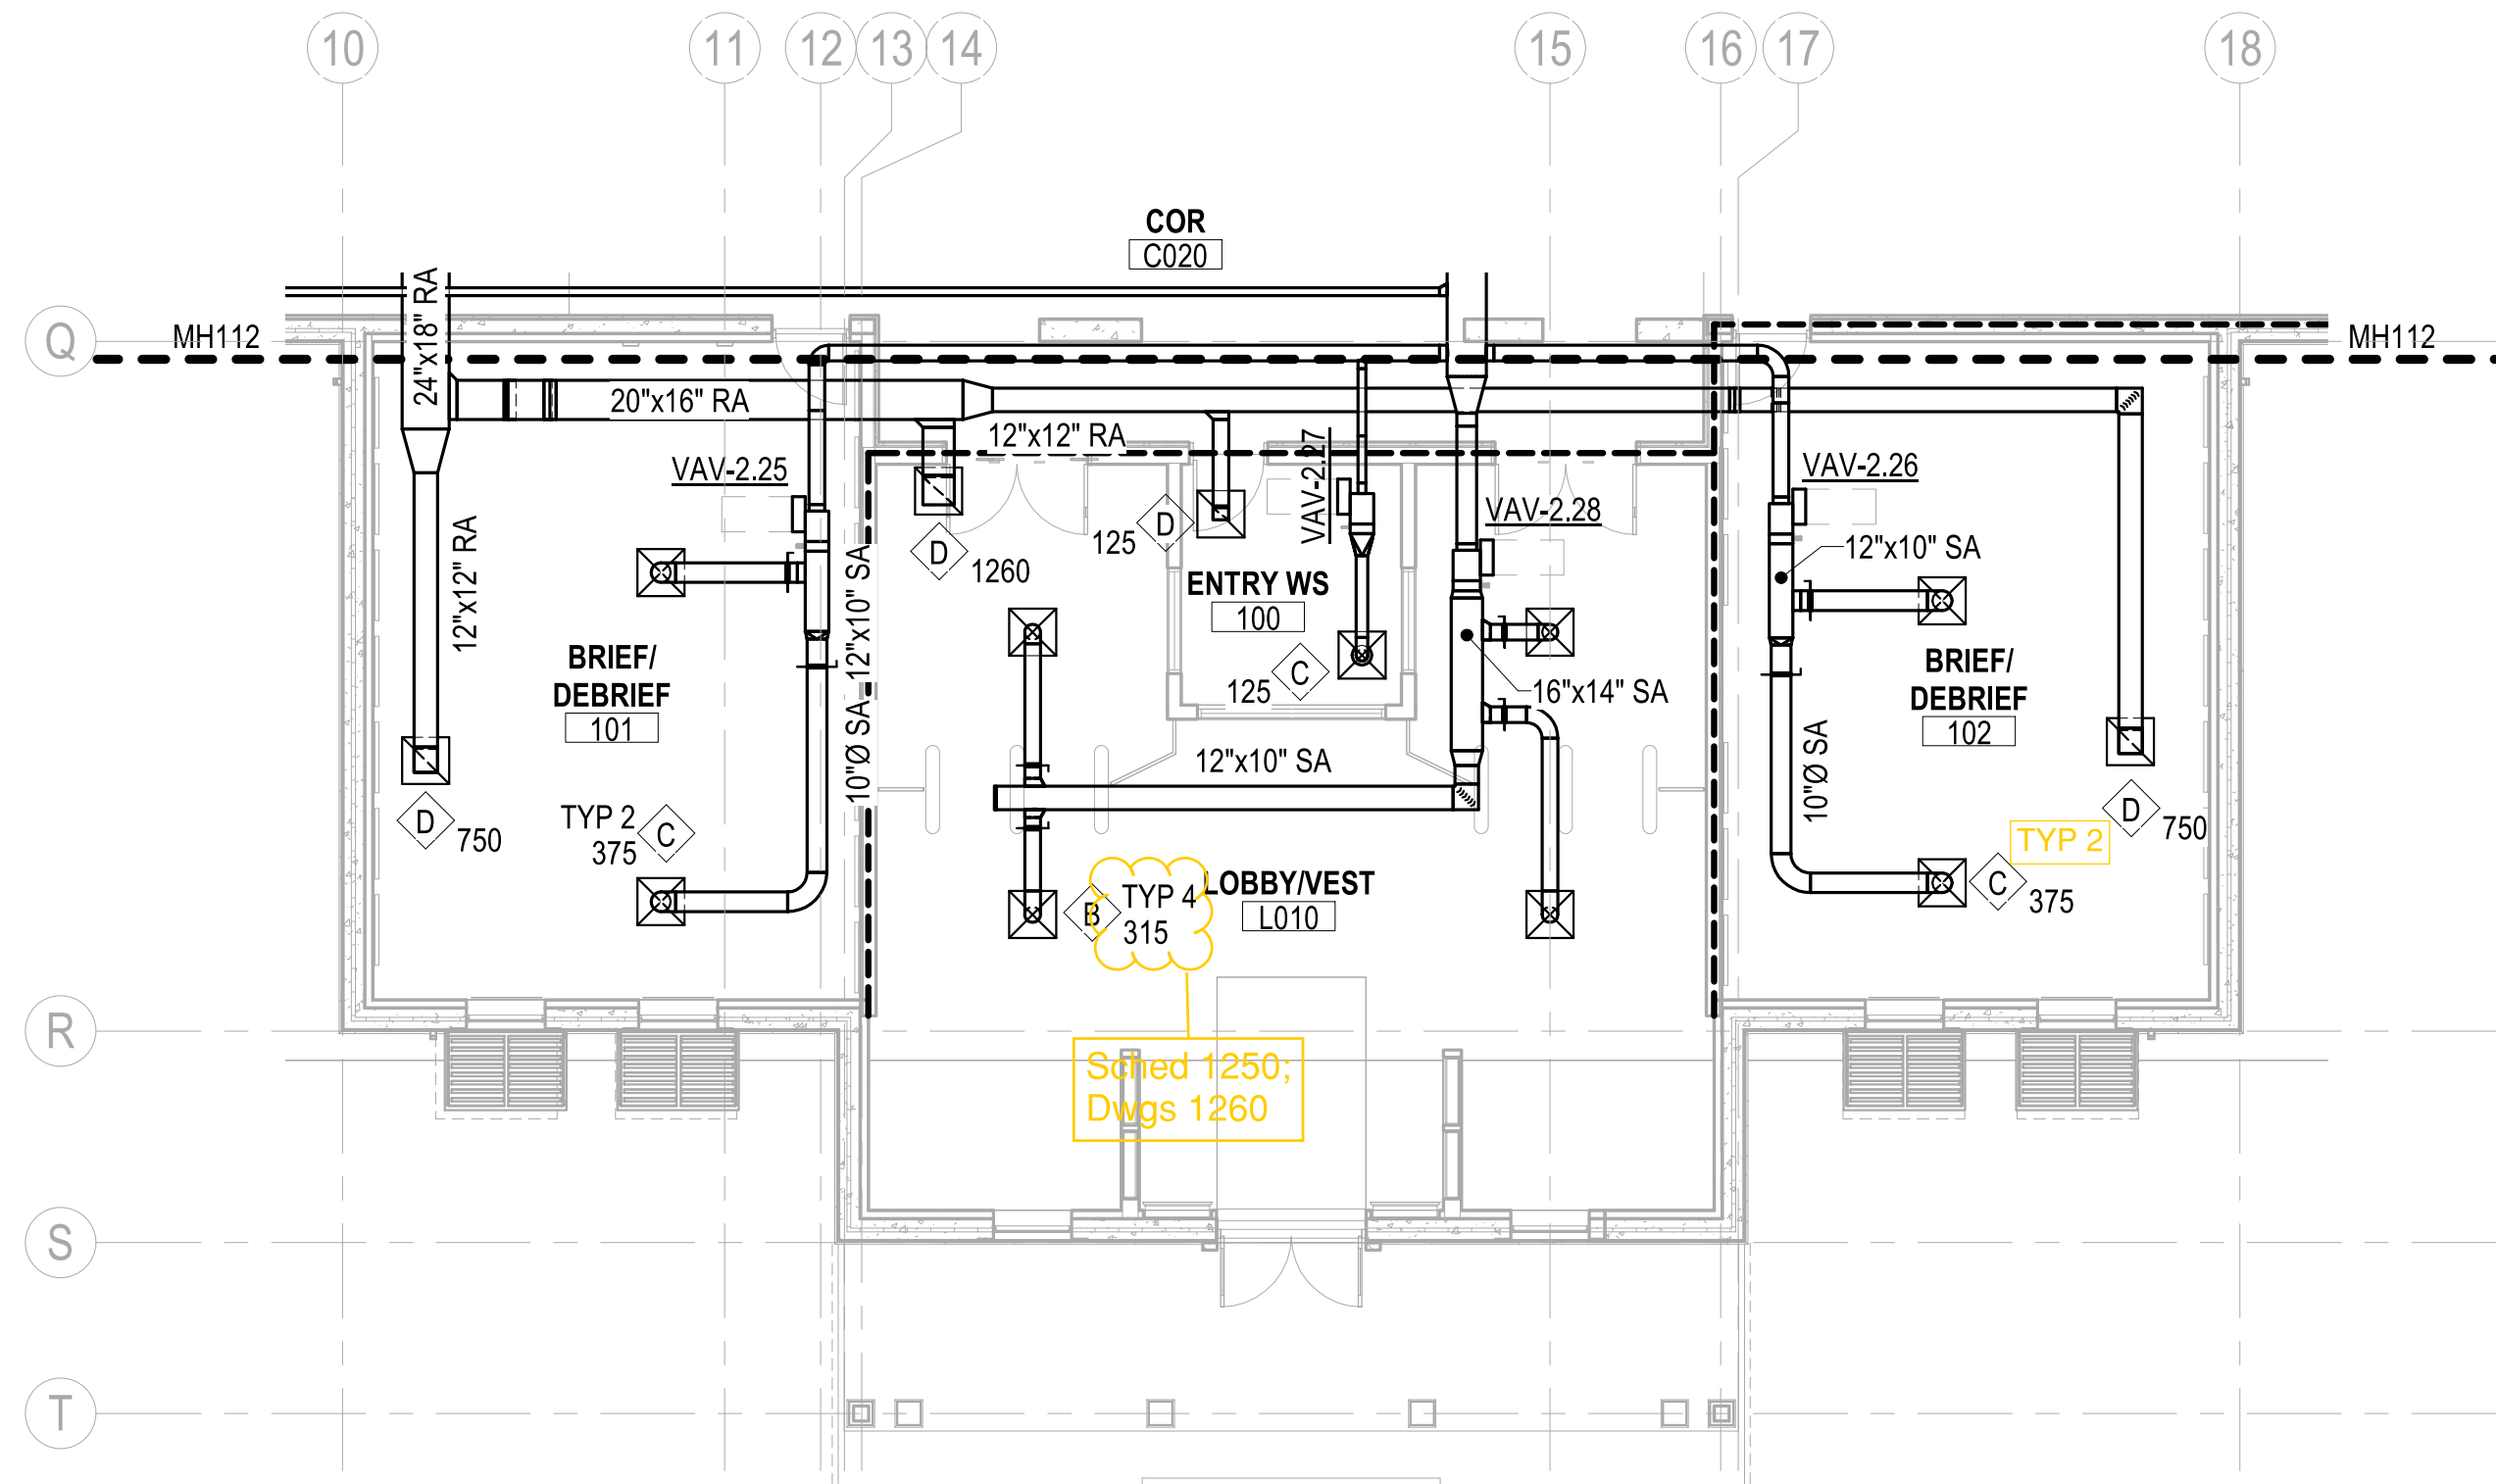 10
11
12
13
14
15
16
17
18
COR
C020
24"x18" RA
Q
MH112
MH112
20"x16" RA
12"x12" RA
VAV-2.25
VAV-2.27
VAV-2.26
VAV-2.28
D
125
D
1260
12"x10" SA
12"x12" RA
ENTRY WS
100
12"x10" SA
10"Ø SA
BRIEF/
DEBRIEF
101
C
125
16"x14" SA
BRIEF/
DEBRIEF
102
12"x10" SA
10"Ø SA
D
750
TYP 2
375
C
D
750
TYP 2
C
375
B
TYP 4
315
LOBBY/VEST
L010
R
Sched 1250;
Dwgs 1260
S
T